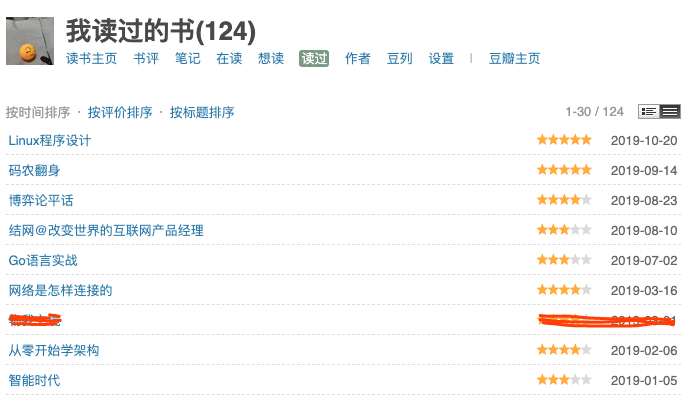 我读过的书(124)
读书主页 书评 笔记 在读 想读 读过 作者 豆列 设置 | 豆瓣主页
按时间排序 · 按评价排序 · 按标题排序 1-30 / 124
Linux程序设计 2019-10-20
码农翻身 2019-09-14
博弈论平话 2019-08-23
结网@改变世界的互联网产品经理 2019-08-10
Go语言实战 2019-07-02
网络是怎样连接的 2019-03-16
从零开始学架构 2019-02-06
智能时代 2019-01-05